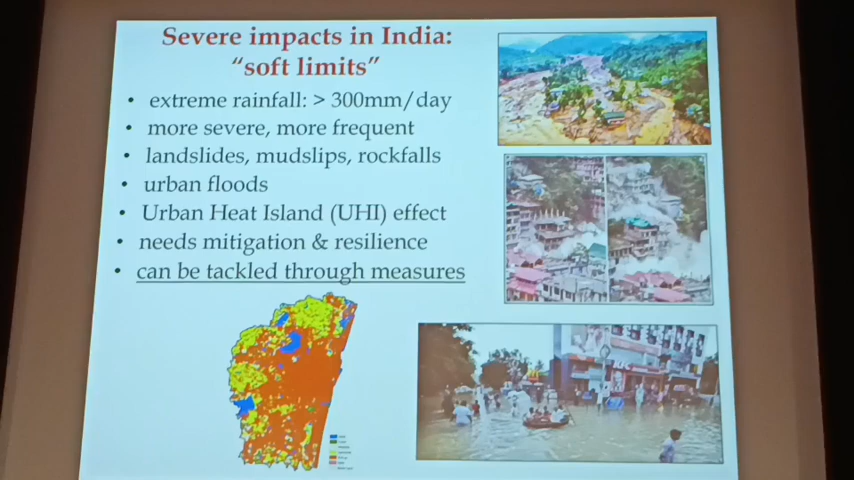 Severe impacts in India:
“soft limits”
• extreme rainfall: > 300mm/day
• more severe, more frequent
• landslides, mudslips, rockfalls
• urban floods
• Urban Heat Island (UHI) effect
• needs mitigation & resilience
• can be tackled through measures